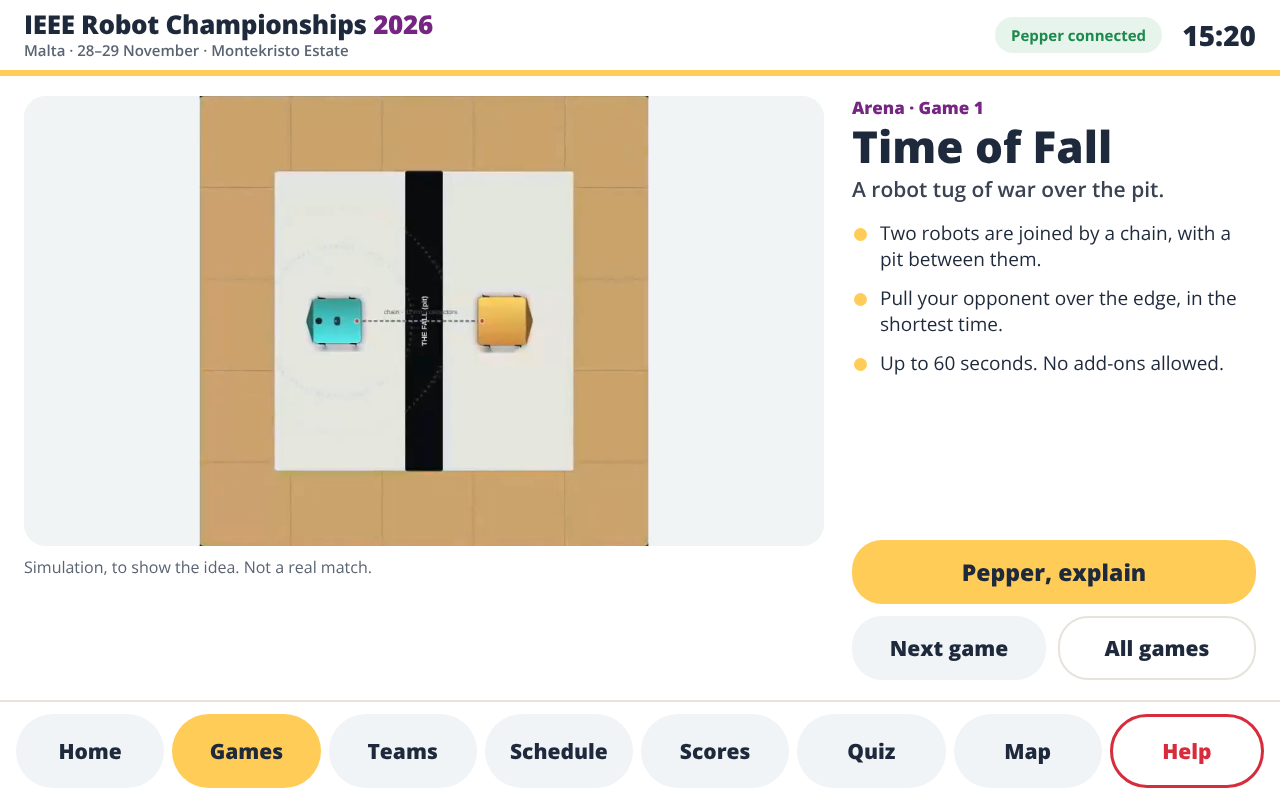 IEEE Robot Championships 2026
Malta · 28–29 November · Montekristo Estate
Pepper connected
15:20
THE FALL (pit)
Simulation, to show the idea. Not a real match.
Arena · Game 1
Time of Fall
A robot tug of war over the pit.
Two robots are joined by a chain, with a
pit between them.
Pull your opponent over the edge, in the
shortest time.
Up to 60 seconds. No add-ons allowed.
Pepper, explain
Next game
All games
Home
Games
Teams
Schedule
Scores
Quiz
Map
Help